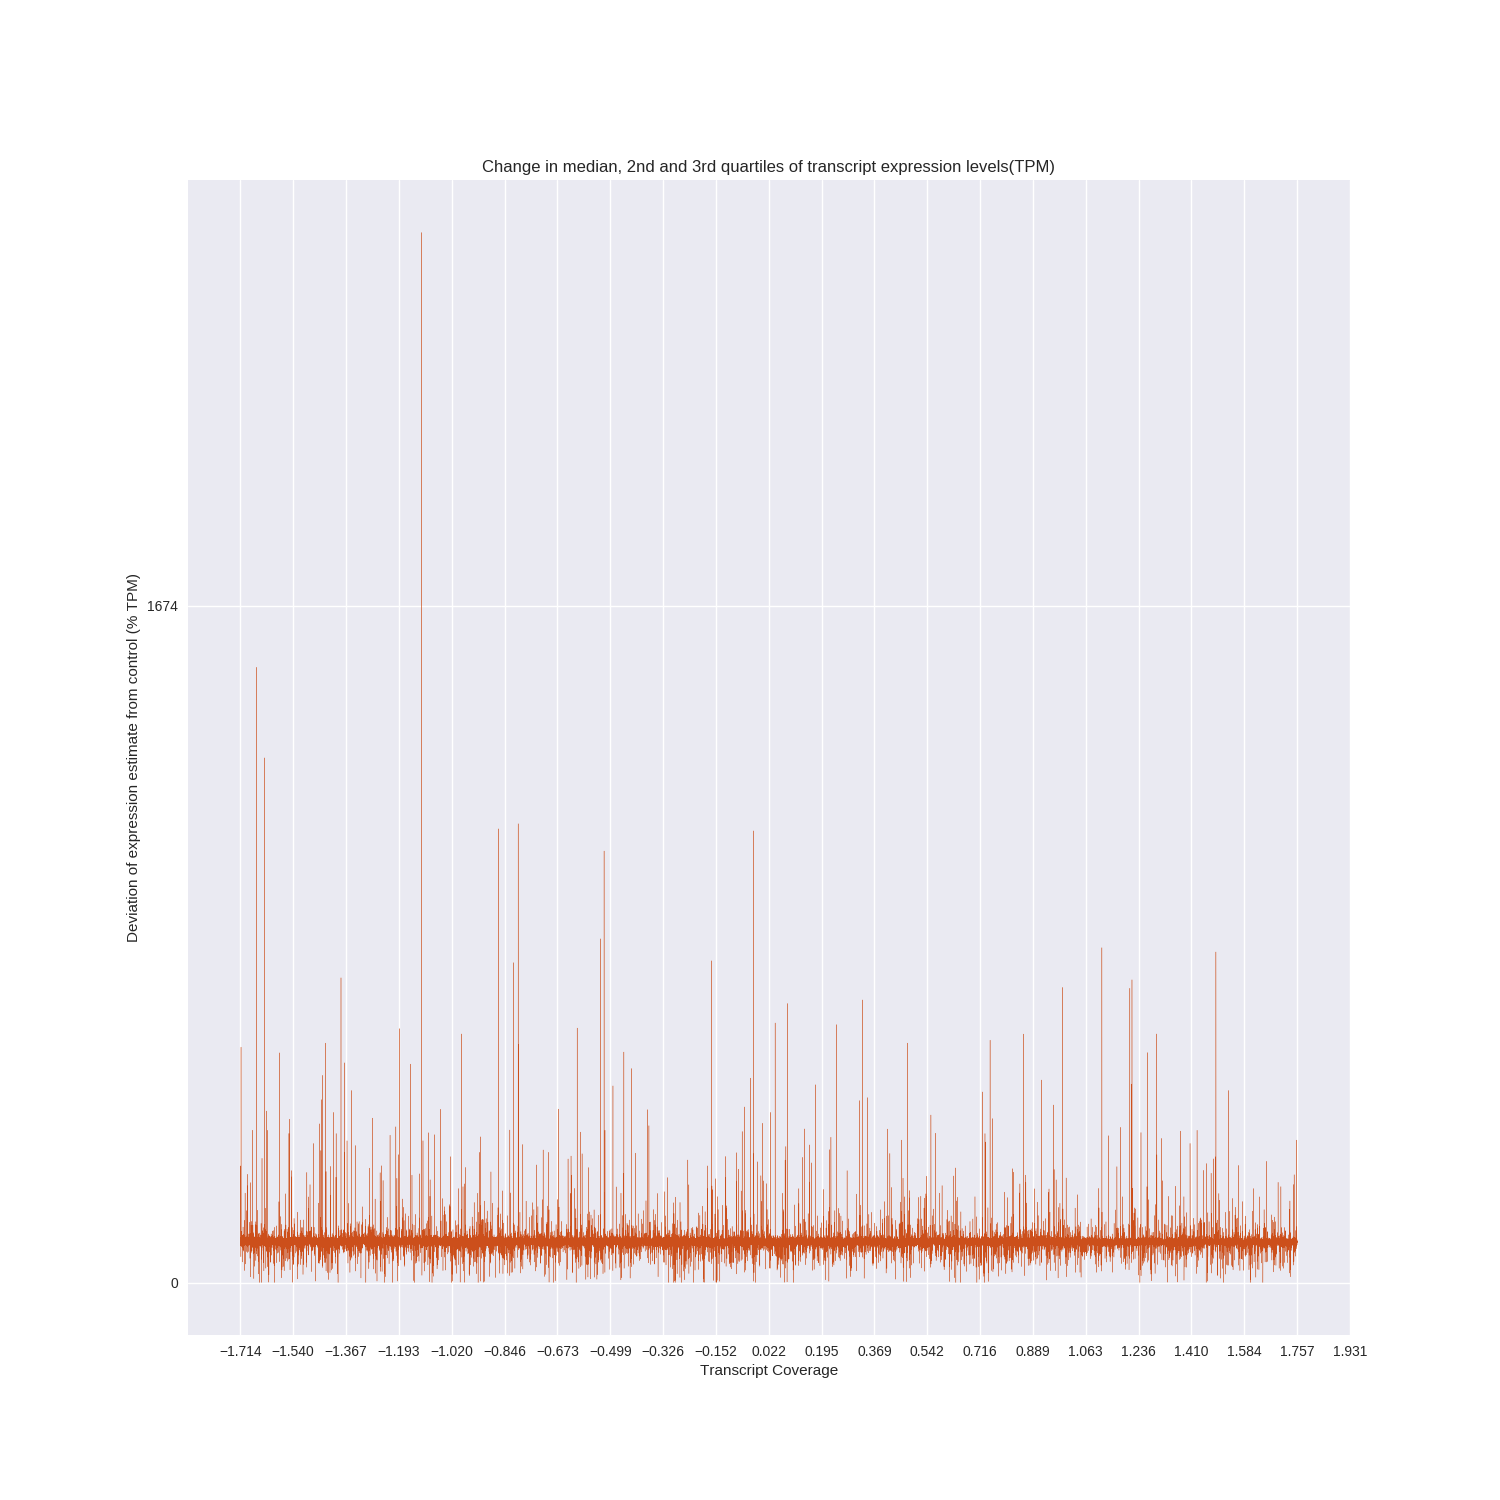 Change in median, 2nd and 3rd quartiles of transcript expression levels(TPM)
Deviation of expression estimate from control (% TPM)
1674
0
−1.714 −1.540 −1.367 −1.193 −1.020 −0.846 −0.673 −0.499 −0.326 −0.152 0.022 0.195 0.369 0.542 0.716 0.889 1.063 1.236 1.410 1.584 1.757 1.931
Transcript Coverage